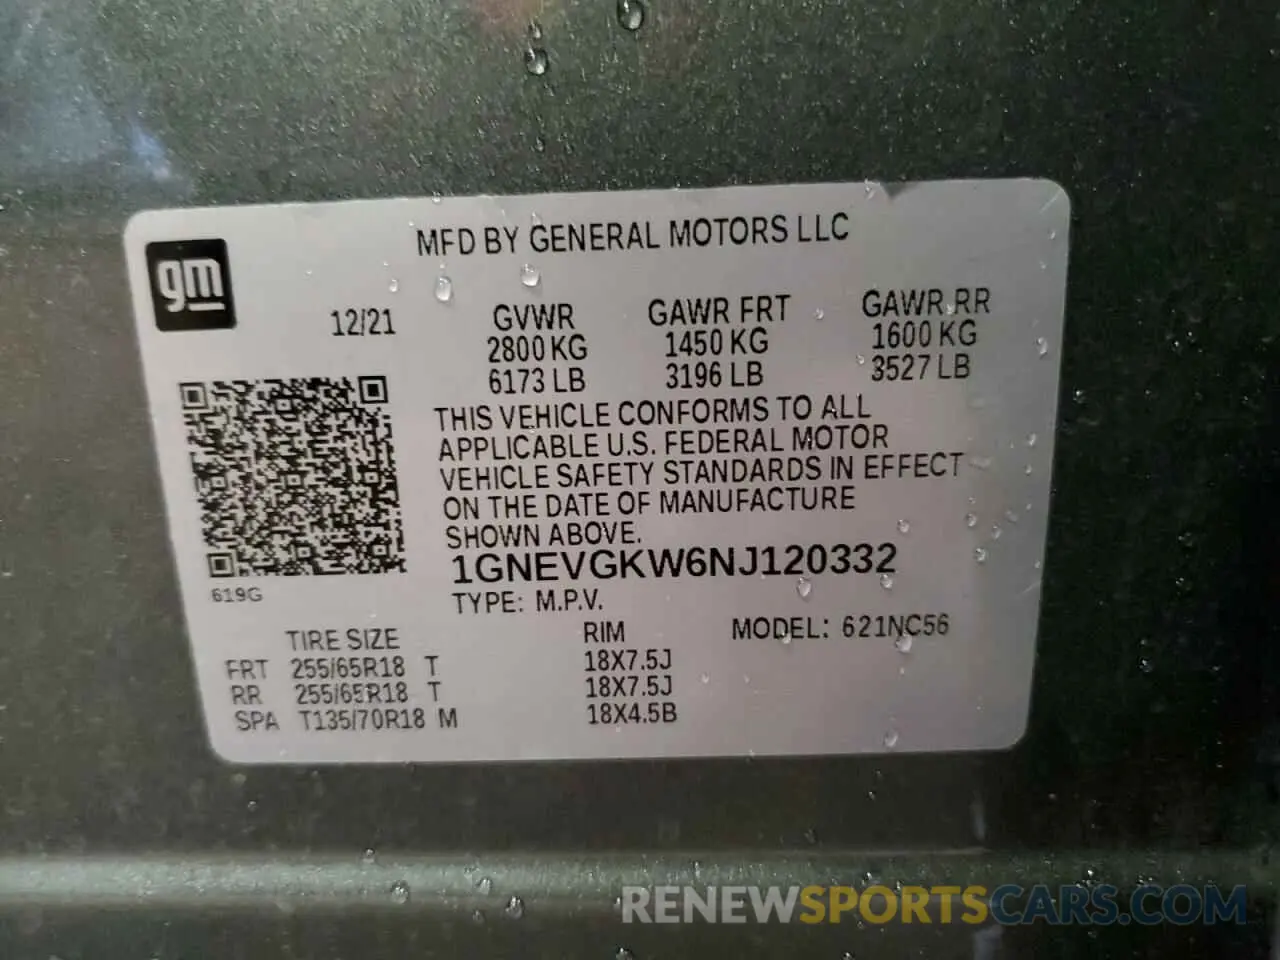 MFD BY GENERAL MOTORS LLC
gm
12/21
GVWR GAWR FRT GAWR RR
2800 KG 1450 KG 1600 KG
6173 LB 3196 LB 3527 LB
THIS VEHICLE CONFORMS TO ALL
APPLICABLE U.S. FEDERAL MOTOR
VEHICLE SAFETY STANDARDS IN EFFECT
ON THE DATE OF MANUFACTURE
SHOWN ABOVE.
1GNEVGKW6NJ120332
619G
TYPE: M.P.V.
TIRE SIZE RIM MODEL: 621NC56
FRT 255/65R18 T 18X7.5J
RR 255/65R18 T 18X7.5J
SPA T135/70R18 M 18X4.5B
RENEWSPORTSCARS.COM